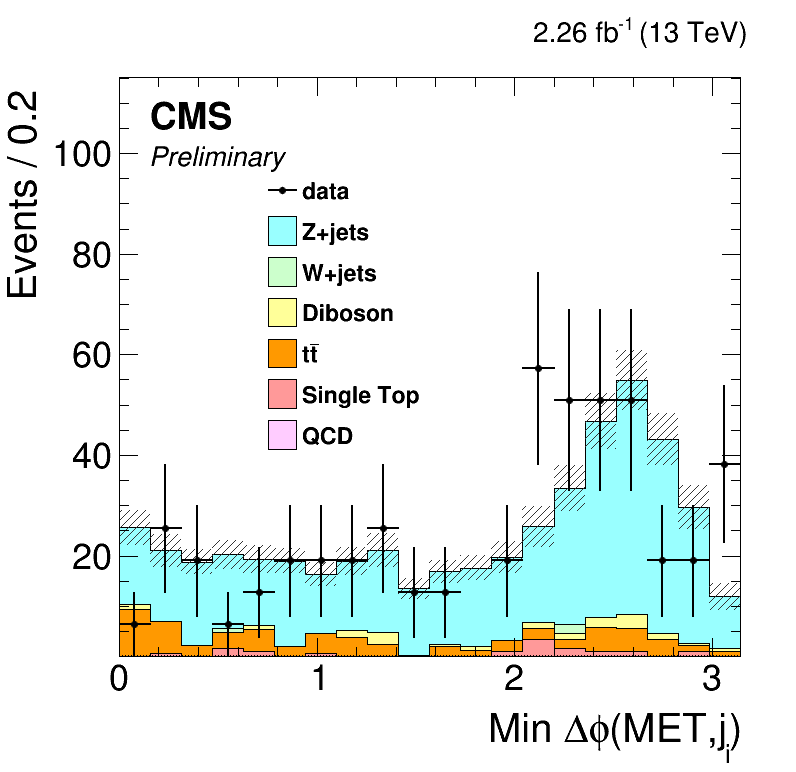 2.26 fb⁻¹ (13 TeV)
Events / 0.2
CMS
Preliminary
data
Z+jets
W+jets
Diboson
tt̄
Single Top
QCD
100
80
60
40
20
0 1 2 3
Min Δϕ(MET,jᵢ)